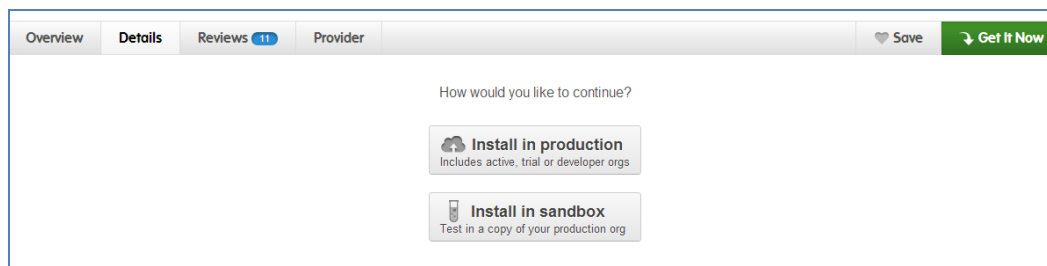 Overview Details Reviews 11 Provider Save Get It Now
How would you like to continue?
Install in production
Includes active, trial or developer orgs
Install in sandbox
Test in a copy of your production org